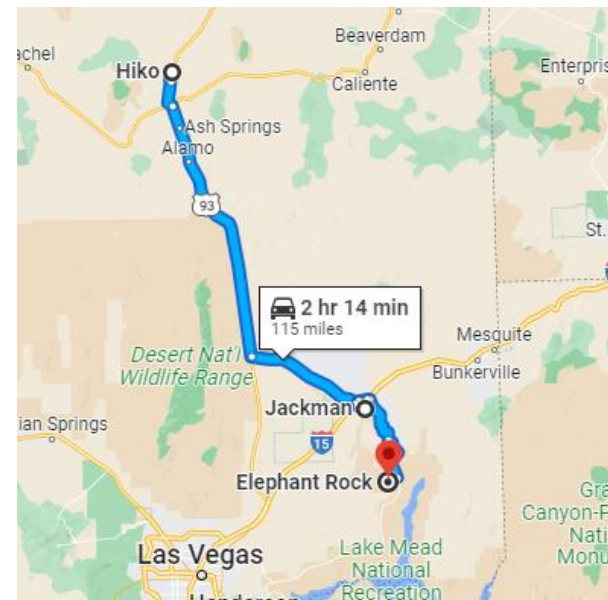 Beaverdam
achel
Hiko
Enterpris
Caliente
Ash Springs
Alamo
93
St.
2 hr 14 min
115 miles
Mesquite
Desert Nat'l
Wildlife Range
Bunkerville
Jackman
ian Springs
15
Elephant Rock
Gra
Canyon-P
Nati
Monu
Las Vegas
Lake Mead
National
Recreation
Henderson